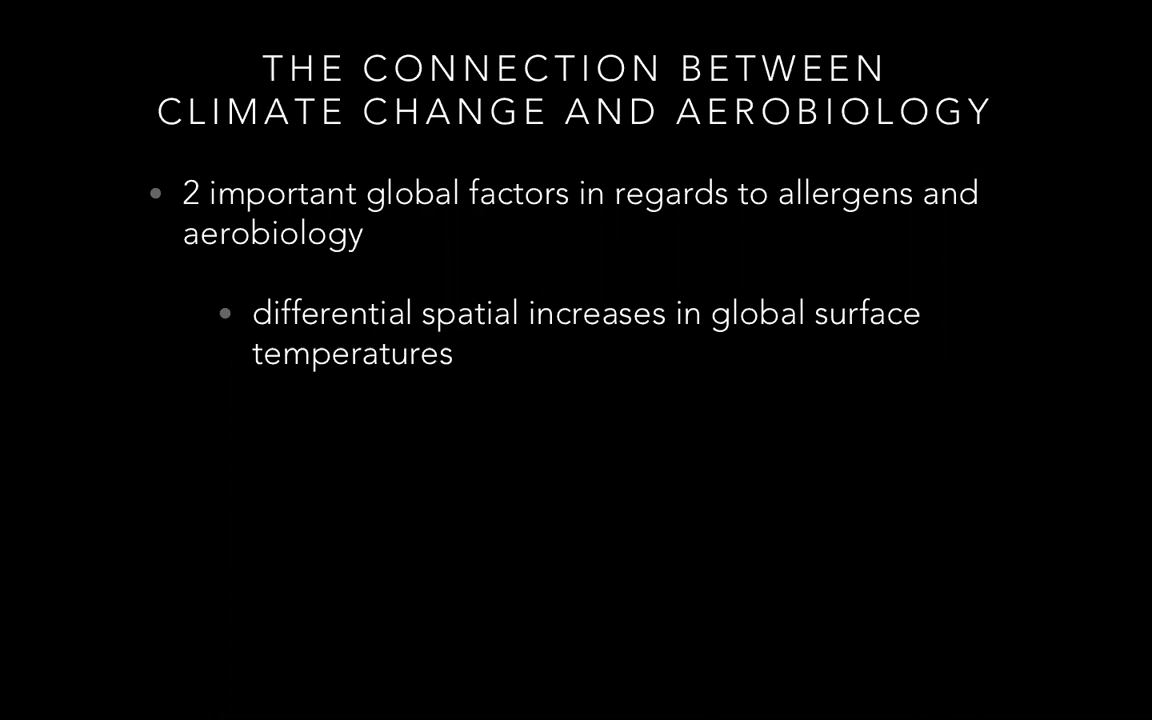 THE CONNECTION BETWEEN
CLIMATE CHANGE AND AEROBIOLOGY
• 2 important global factors in regards to allergens and
aerobiology
• differential spatial increases in global surface
temperatures